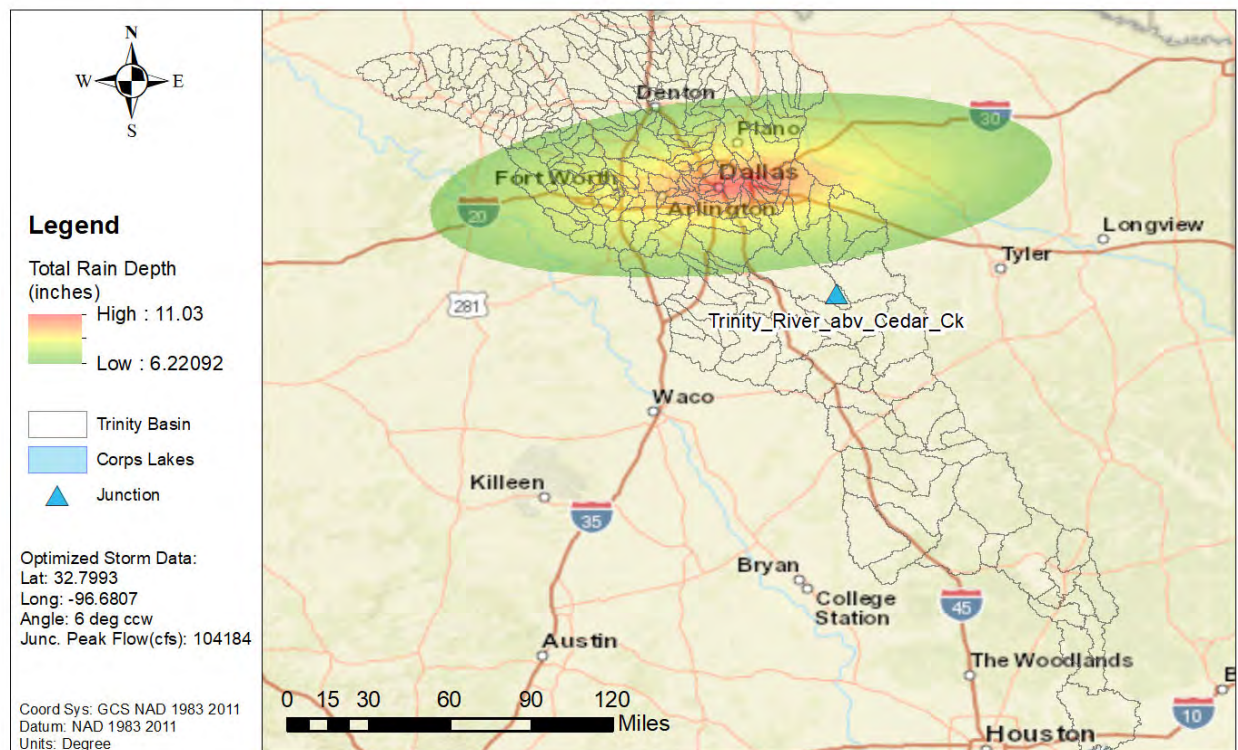 N
W
E
S
Legend
Total Rain Depth
(inches)
High : 11.03
Low : 6.22092
Trinity Basin
Corps Lakes
Junction
Optimized Storm Data:
Lat: 32.7993
Long: -96.6807
Angle: 6 deg ccw
Junc. Peak Flow(cfs): 104184
Coord Sys: GCS NAD 1983 2011
Datum: NAD 1983 2011
Units: Degree
Denton
30
Plano
Dallas
Fort Worth
Arlington
20
Longview
Tyler
281
Trinity_River_abv_Cedar_Ck
Waco
Killeen
35
Bryan
College
Station
45
Austin
The Woodlands
B
10
Houston
0 15 30 60 90 120
Miles